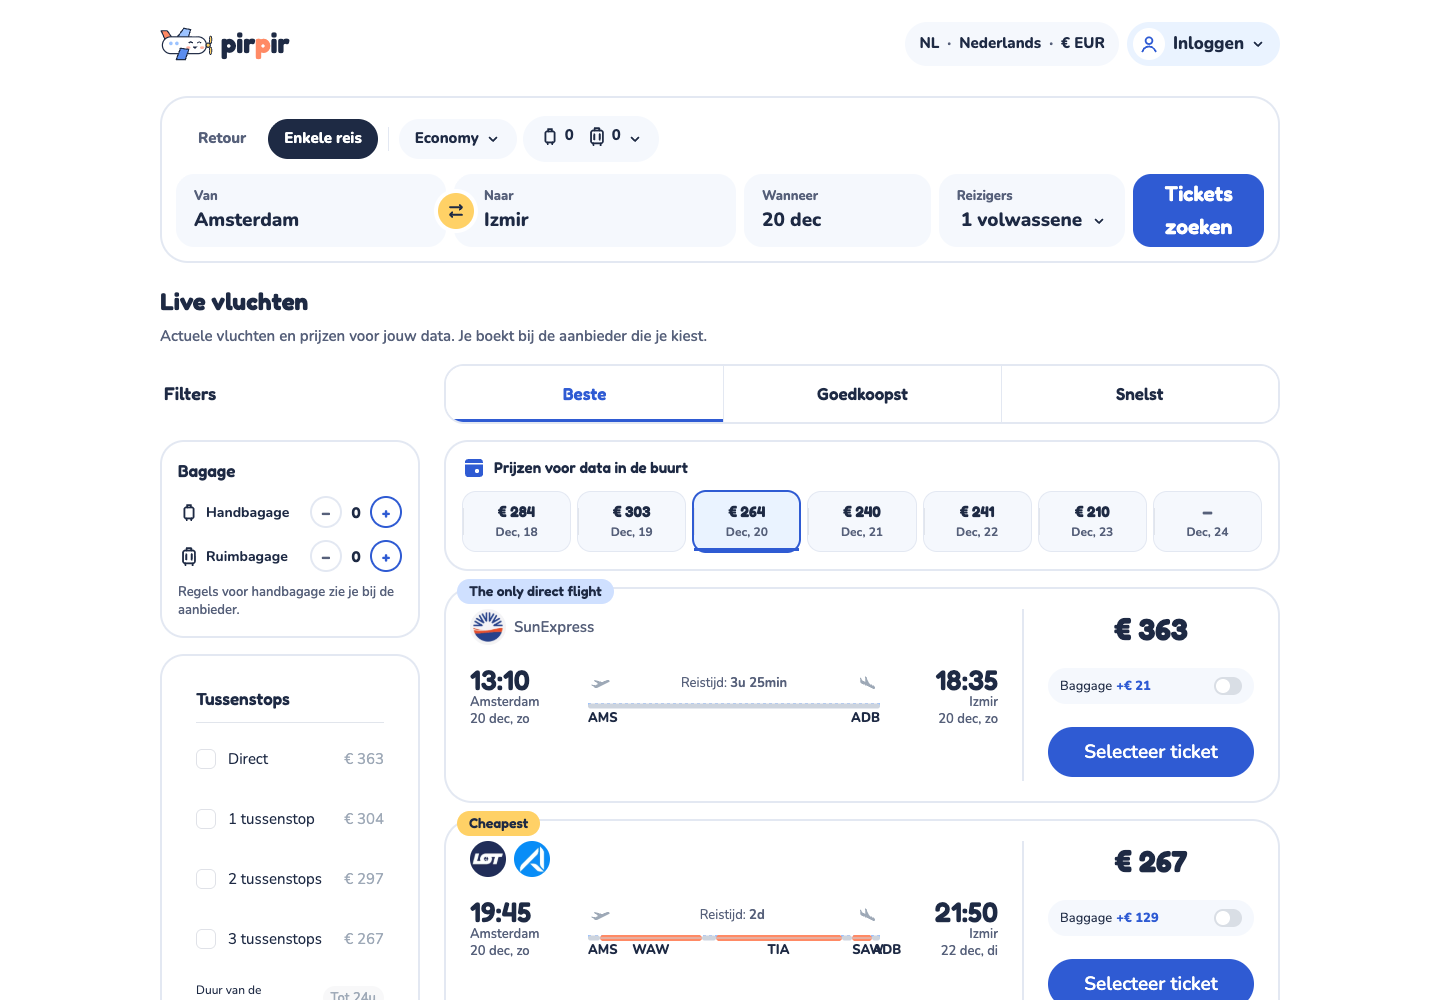 pirpir
NL · Nederlands · € EUR
Inloggen
Retour
Enkele reis
Economy
0
0
Van
Amsterdam
Naar
Izmir
Wanneer
20 dec
Reizigers
1 volwassene
Tickets
zoeken
Live vluchten
Actuele vluchten en prijzen voor jouw data. Je boekt bij de aanbieder die je kiest.
Filters
Beste
Goedkoopst
Snelst
Bagage
Handbagage
− 0 +
Ruimbagage
− 0 +
Regels voor handbagage zie je bij de
aanbieder.
Prijzen voor data in de buurt
€ 284
Dec, 18
€ 303
Dec, 19
€ 264
Dec, 20
€ 240
Dec, 21
€ 241
Dec, 22
€ 210
Dec, 23
–
Dec, 24
Tussenstops
Direct € 363
1 tussenstop € 304
2 tussenstops € 297
3 tussenstops € 267
Duur van de
Tot 24u
The only direct flight
SunExpress
13:10
Amsterdam
20 dec, zo
Reistijd: 3u 25min
AMS
ADB
18:35
Izmir
20 dec, zo
€ 363
Baggage +€ 21
Selecteer ticket
Cheapest
LOT
19:45
Amsterdam
20 dec, zo
Reistijd: 2d
AMS WAW TIA SAW ADB
21:50
Izmir
22 dec, di
€ 267
Baggage +€ 129
Selecteer ticket